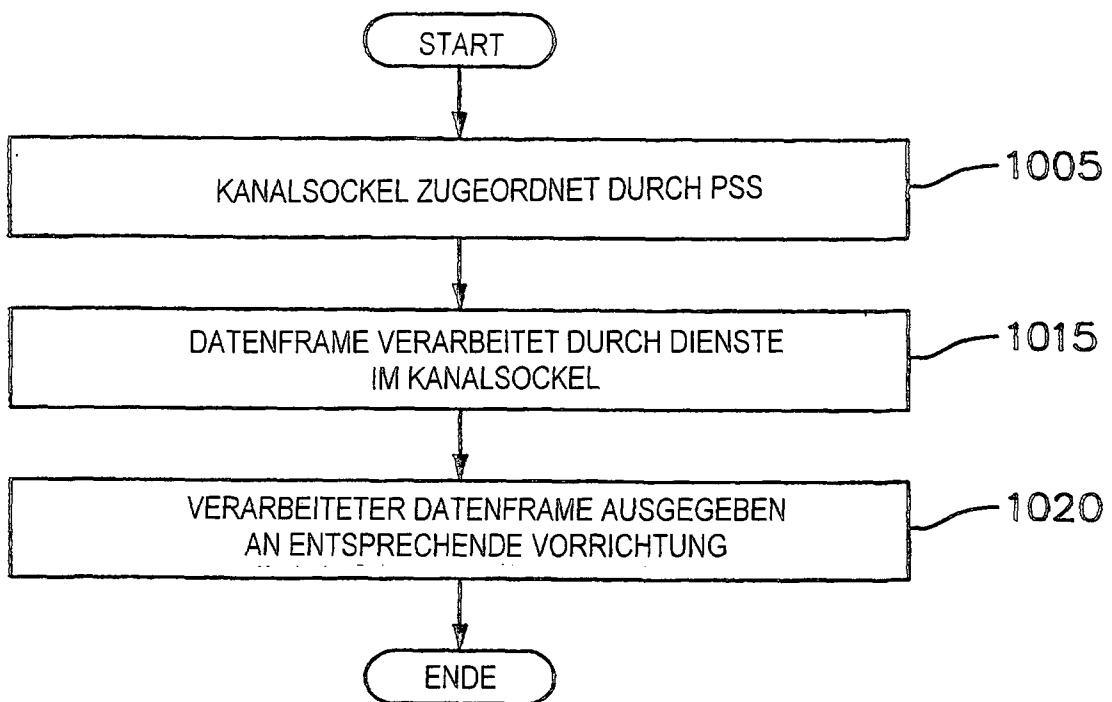 START
KANALSOCKEL ZUGEORDNET DURCH PSS
1005
DATENFRAME VERARBEITET DURCH DIENSTE
IM KANALSOCKEL
1015
VERARBEITETER DATENFRAME AUSGEGEBEN
AN ENTSPRECHENDE VORRICHTUNG
1020
ENDE